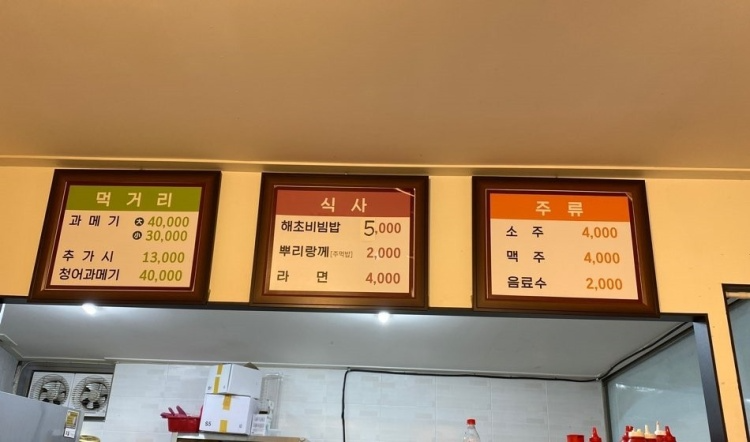 먹거리
과메기 大 40,000
小 30,000
추가시 13,000
청어과메기 40,000
식사
해초비빔밥 5,000
뿌리랑께(주먹밥) 2,000
라면 4,000
주류
소주 4,000
맥주 4,000
음료수 2,000